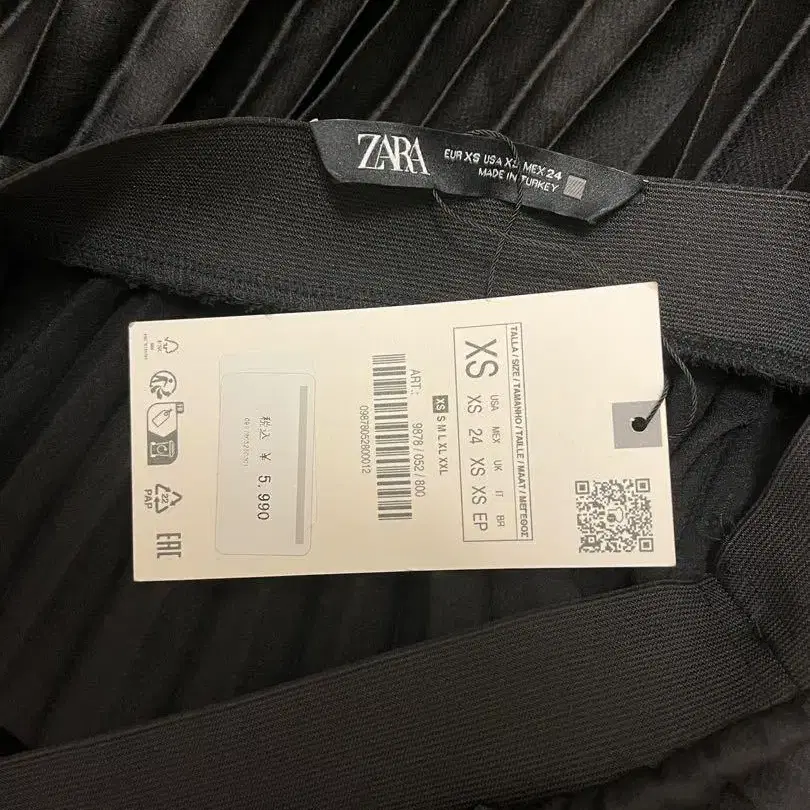 ZARA
EUR XS USA XS MEX 24
MADE IN TURKEY
TALLA / SIZE / TAMANHO / TAILLE / MAAT / ΜΕΓΕΘΟΣ
USA MEX UK IT BR
XS XS 24 XS XS EP
XS S M L XL XXL
ART.: 9878 / 052 / 800
09878052800012
税込 ¥ 5,990
22
PAP
EAC